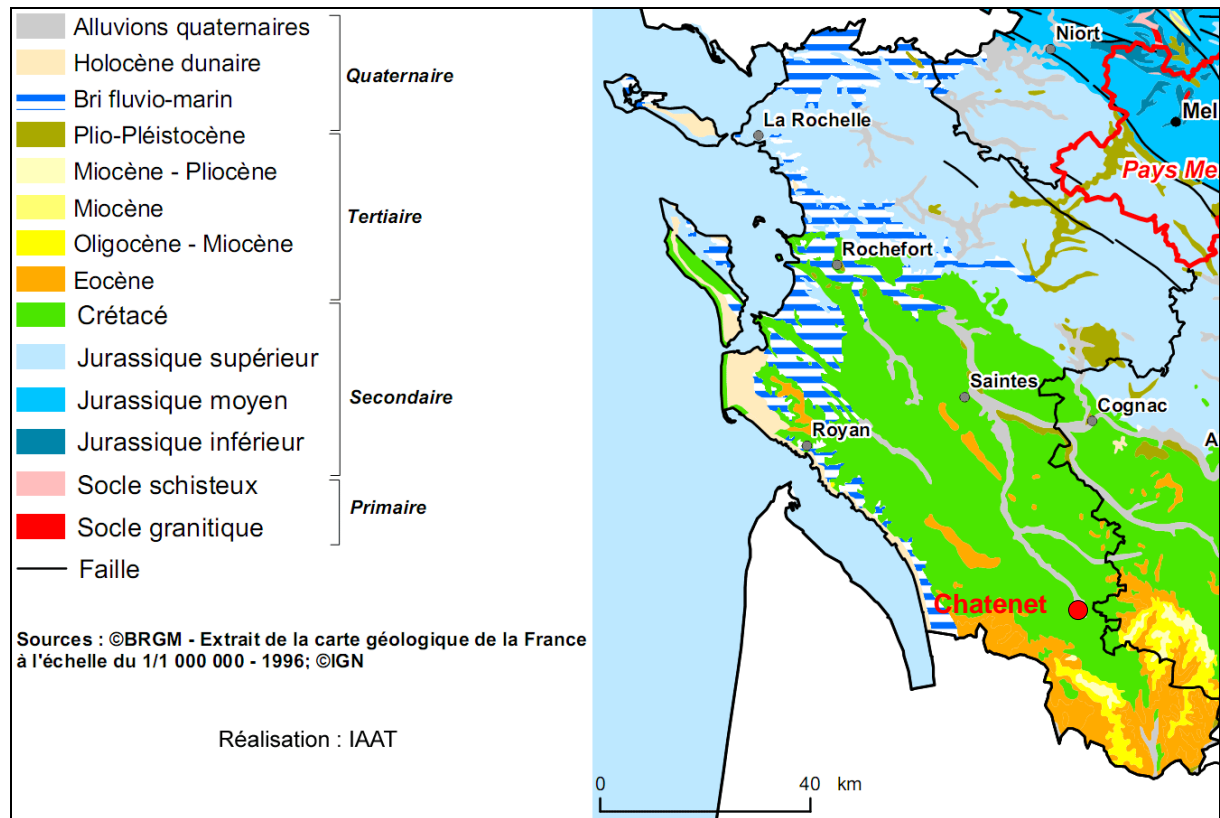 Alluvions quaternaires
Holocène dunaire
Bri fluvio-marin
Plio-Pléistocène
Miocène - Pliocène
Miocène
Oligocène - Miocène
Eocène
Crétacé
Jurassique supérieur
Jurassique moyen
Jurassique inférieur
Socle schisteux
Socle granitique
Faille
Quaternaire
Tertiaire
Secondaire
Primaire
Sources : ©BRGM - Extrait de la carte géologique de la France
à l'échelle du 1/1 000 000 - 1996; ©IGN
Réalisation : IAAT
Niort
La Rochelle
Mel
Pays Me
Rochefort
Saintes
Cognac
A
Royan
Chatenet
0 40 km